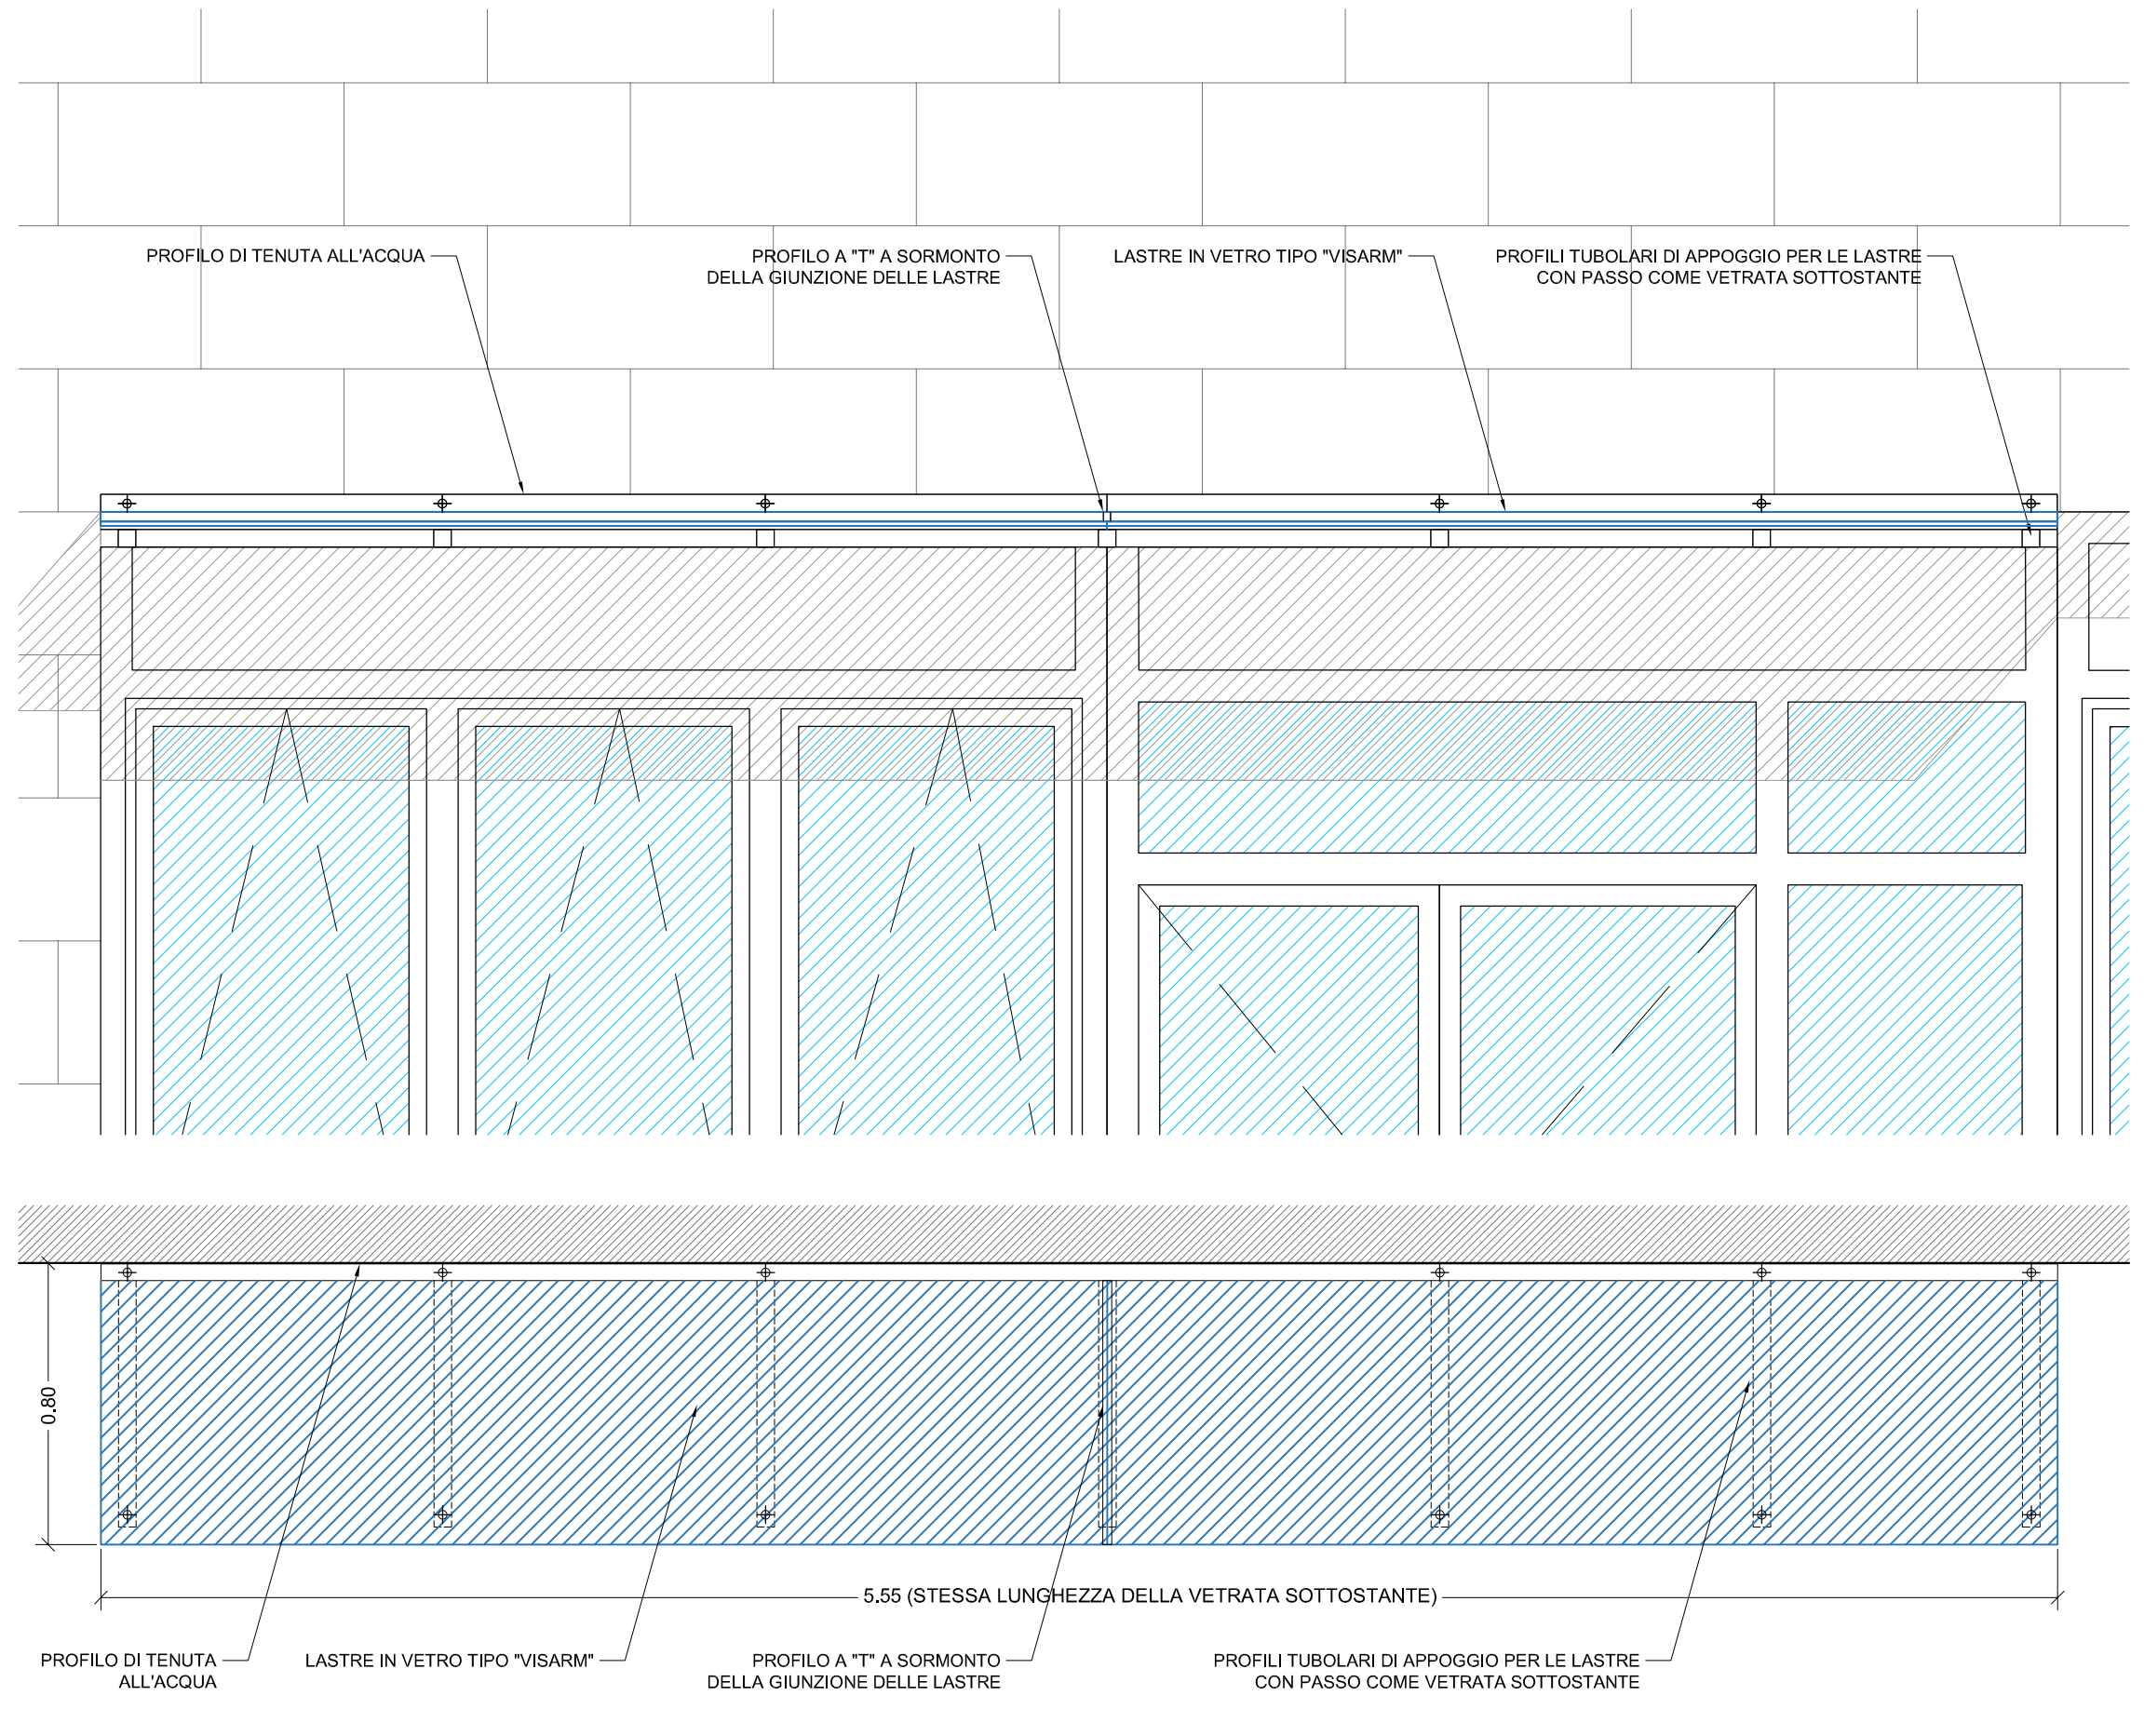 PROFILO DI TENUTA ALL'ACQUA
PROFILO A "T" A SORMONTO
DELLA GIUNZIONE DELLE LASTRE
LASTRE IN VETRO TIPO "VISARM"
PROFILI TUBOLARI DI APPOGGIO PER LE LASTRE
CON PASSO COME VETRATA SOTTOSTANTE
0.80
5.55 (STESSA LUNGHEZZA DELLA VETRATA SOTTOSTANTE)
PROFILO DI TENUTA
ALL'ACQUA
LASTRE IN VETRO TIPO "VISARM"
PROFILO A "T" A SORMONTO
DELLA GIUNZIONE DELLE LASTRE
PROFILI TUBOLARI DI APPOGGIO PER LE LASTRE
CON PASSO COME VETRATA SOTTOSTANTE